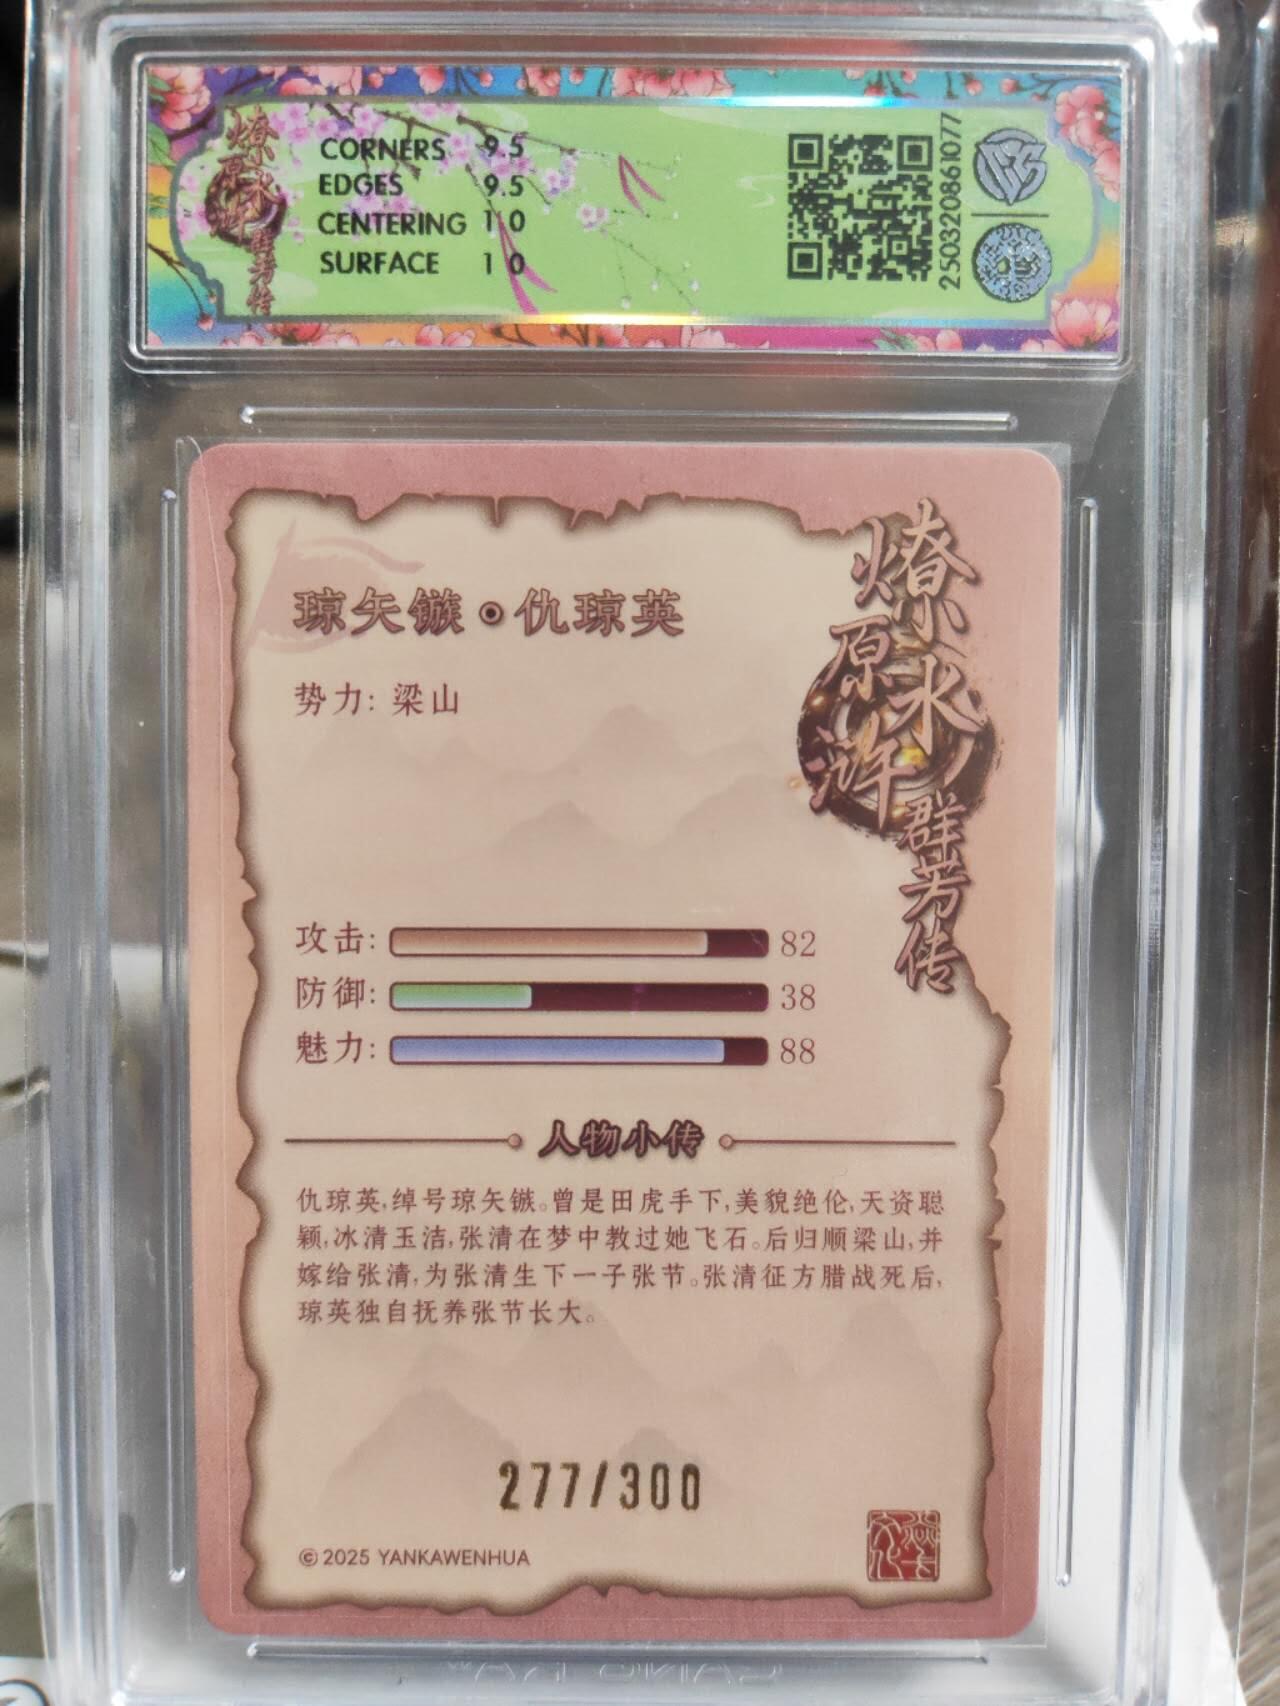 燎原水浒群芳传
CORNERS 9.5
EDGES 9.5
CENTERING 10
SURFACE 10
2503208610​77
燎原水浒
群芳传
琼矢镞·仇琼英
势力: 梁山
攻击: 82
防御: 38
魅力: 88
人物小传
仇琼英,绰号琼矢镞。曾是田虎手下,美貌绝伦,天资聪
颖,冰清玉洁,张清在梦中教过她飞石。后归顺梁山,并
嫁给张清,为张清生下一子张节。张清征方腊战死后,
琼英独自抚养张节长大。
277/300
©2025 YANKAWENHUA